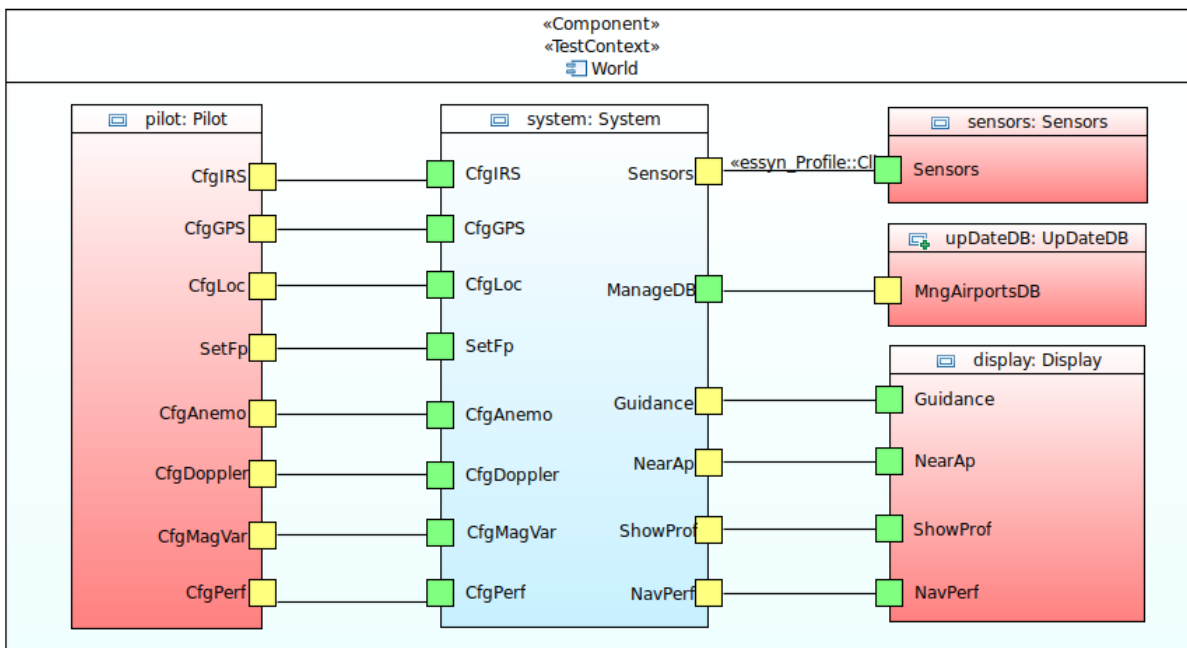 «Component»
«TestContext»
World
pilot: Pilot
CfgIRS
CfgGPS
CfgLoc
SetFp
CfgAnemo
CfgDoppler
CfgMagVar
CfgPerf
system: System
CfgIRS
CfgGPS
CfgLoc
SetFp
CfgAnemo
CfgDoppler
CfgMagVar
CfgPerf
Sensors
ManageDB
Guidance
NearAp
ShowProf
NavPerf
«essyn_Profile::Cl
sensors: Sensors
Sensors
upDateDB: UpDateDB
MngAirportsDB
display: Display
Guidance
NearAp
ShowProf
NavPerf